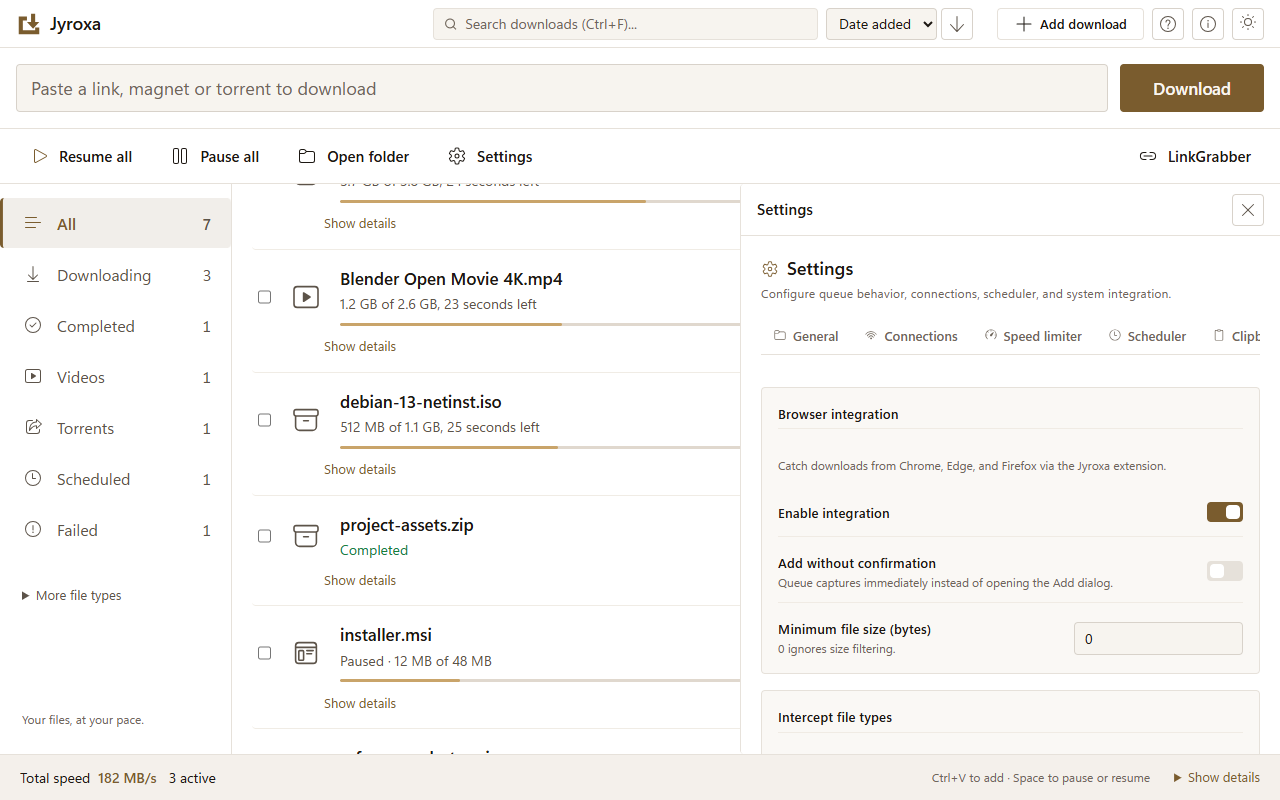 Jyroxa
Search downloads (Ctrl+F)...
Date added
Add download
Paste a link, magnet or torrent to download
Download
Resume all
Pause all
Open folder
Settings
LinkGrabber
All 7
Downloading 3
Completed 1
Videos 1
Torrents 1
Scheduled 1
Failed 1
More file types
Your files, at your pace.
Show details
Blender Open Movie 4K.mp4
1.2 GB of 2.6 GB, 23 seconds left
Show details
debian-13-netinst.iso
512 MB of 1.1 GB, 25 seconds left
Show details
project-assets.zip
Completed
Show details
installer.msi
Paused · 12 MB of 48 MB
Show details
Settings
Settings
Configure queue behavior, connections, scheduler, and system integration.
General Connections Speed limiter Scheduler Clipb
Browser integration
Catch downloads from Chrome, Edge, and Firefox via the Jyroxa extension.
Enable integration
Add without confirmation
Queue captures immediately instead of opening the Add dialog.
Minimum file size (bytes)
0 ignores size filtering.
0
Intercept file types
Total speed 182 MB/s 3 active
Ctrl+V to add · Space to pause or resume
Show details